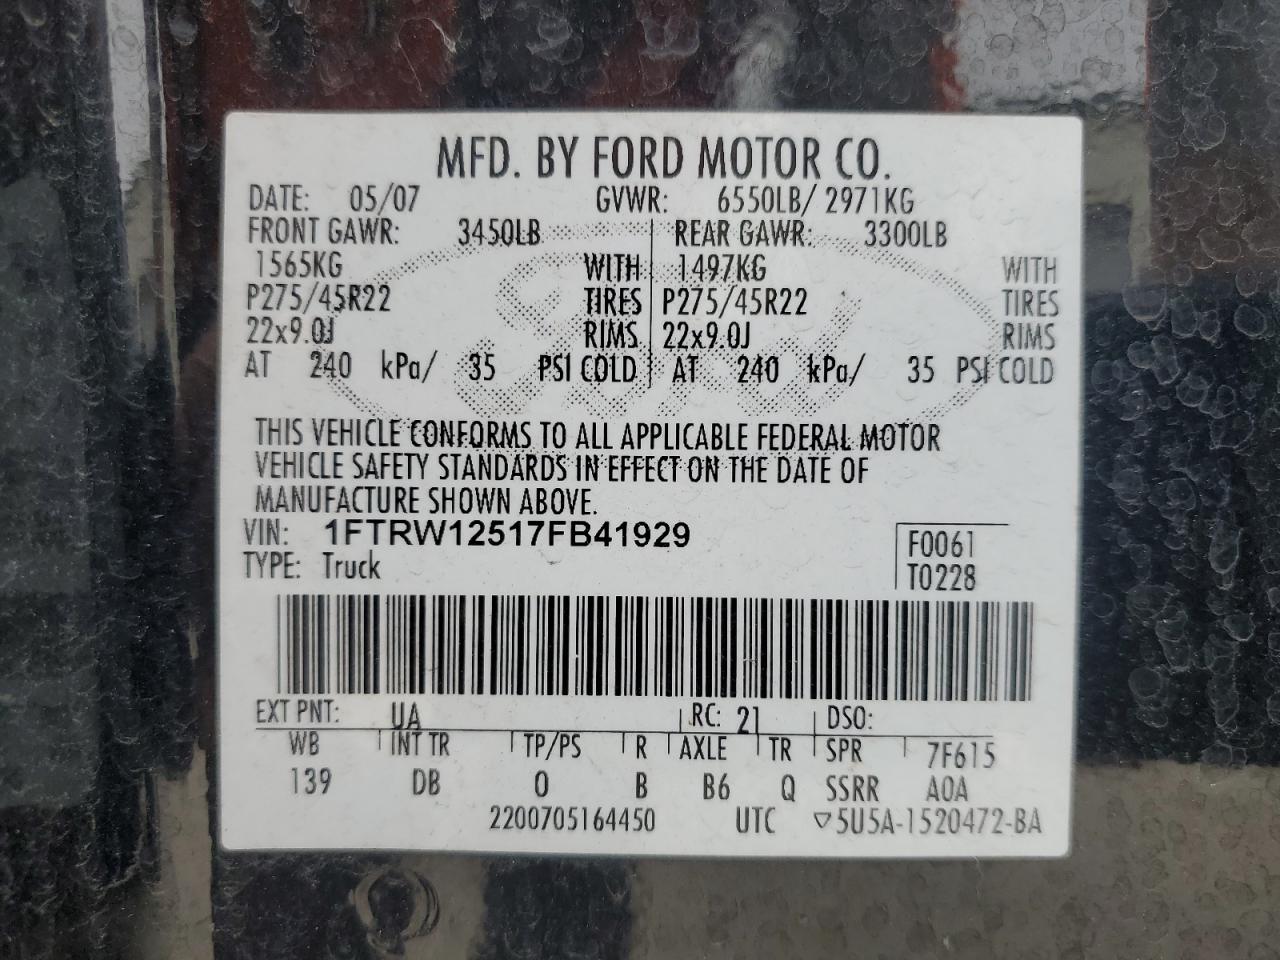 MFD. BY FORD MOTOR CO.
DATE: 05/07 GVWR: 6550LB/ 2971KG
FRONT GAWR: 3450LB REAR GAWR: 3300LB
1565KG WITH 1497KG WITH
P275/45R22 TIRES P275/45R22 TIRES
22x9.0J RIMS 22x9.0J RIMS
AT 240 kPa/ 35 PSI COLD AT 240 kPa/ 35 PSI COLD
THIS VEHICLE CONFORMS TO ALL APPLICABLE FEDERAL MOTOR
VEHICLE SAFETY STANDARDS IN EFFECT ON THE DATE OF
MANUFACTURE SHOWN ABOVE.
VIN: 1FTRW12517FB41929
F0061
TYPE: Truck
T0228
EXT PNT: UA RC: 21 DSO:
WB INT TR TP/PS R AXLE TR SPR 7F615
139 DB 0 B B6 Q SSRR A0A
2200705164450 UTC ▽5U5A-1520472-BA